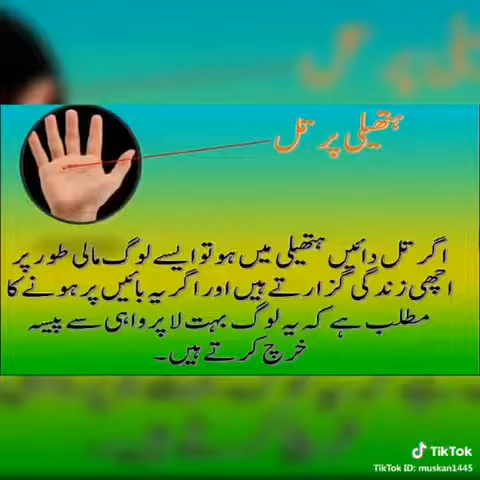 ہتھیلی پر تل
اگر تل دائیں ہتھیلی میں ہو تو ایسے لوگ مالی طور پر
اچھی زندگی گزارتے ہیں اور اگر یہ بائیں پر ہونے کا
مطلب ہے کہ یہ لوگ بہت لاپرواہی سے پیسہ
خرچ کرتے ہیں۔
TikTok
TikTok ID: muskan1445